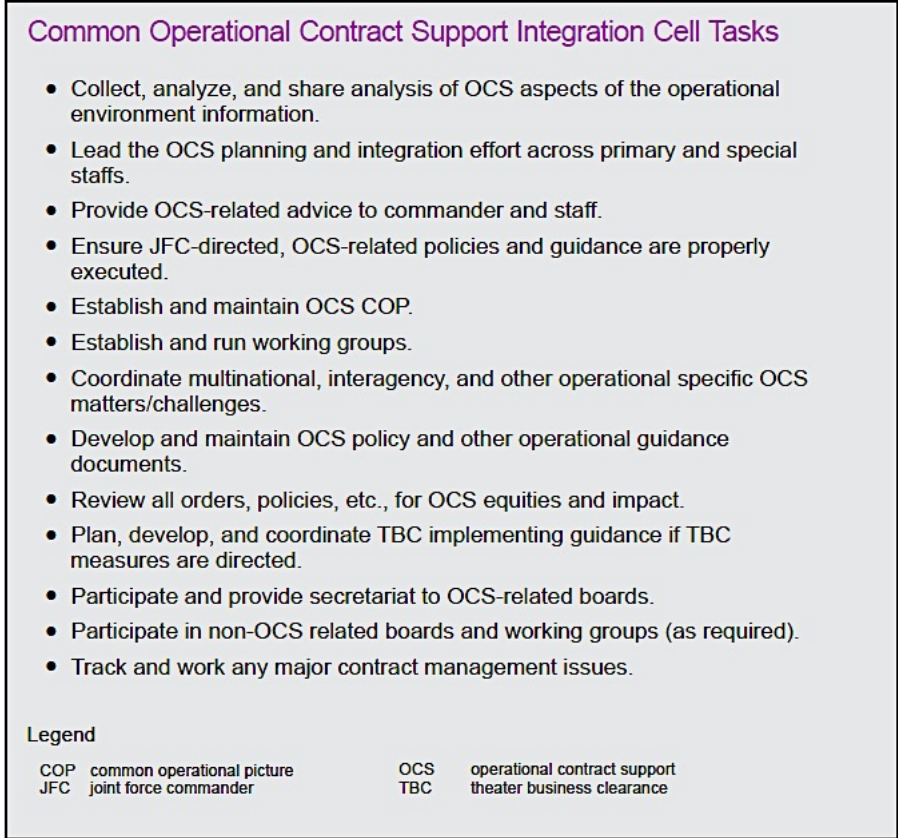 Common Operational Contract Support Integration Cell Tasks
• Collect, analyze, and share analysis of OCS aspects of the operational
environment information.
• Lead the OCS planning and integration effort across primary and special
staffs.
• Provide OCS-related advice to commander and staff.
• Ensure JFC-directed, OCS-related policies and guidance are properly
executed.
• Establish and maintain OCS COP.
• Establish and run working groups.
• Coordinate multinational, interagency, and other operational specific OCS
matters/challenges.
• Develop and maintain OCS policy and other operational guidance
documents.
• Review all orders, policies, etc., for OCS equities and impact.
• Plan, develop, and coordinate TBC implementing guidance if TBC
measures are directed.
• Participate and provide secretariat to OCS-related boards.
• Participate in non-OCS related boards and working groups (as required).
• Track and work any major contract management issues.
Legend
COP common operational picture OCS operational contract support
JFC joint force commander TBC theater business clearance